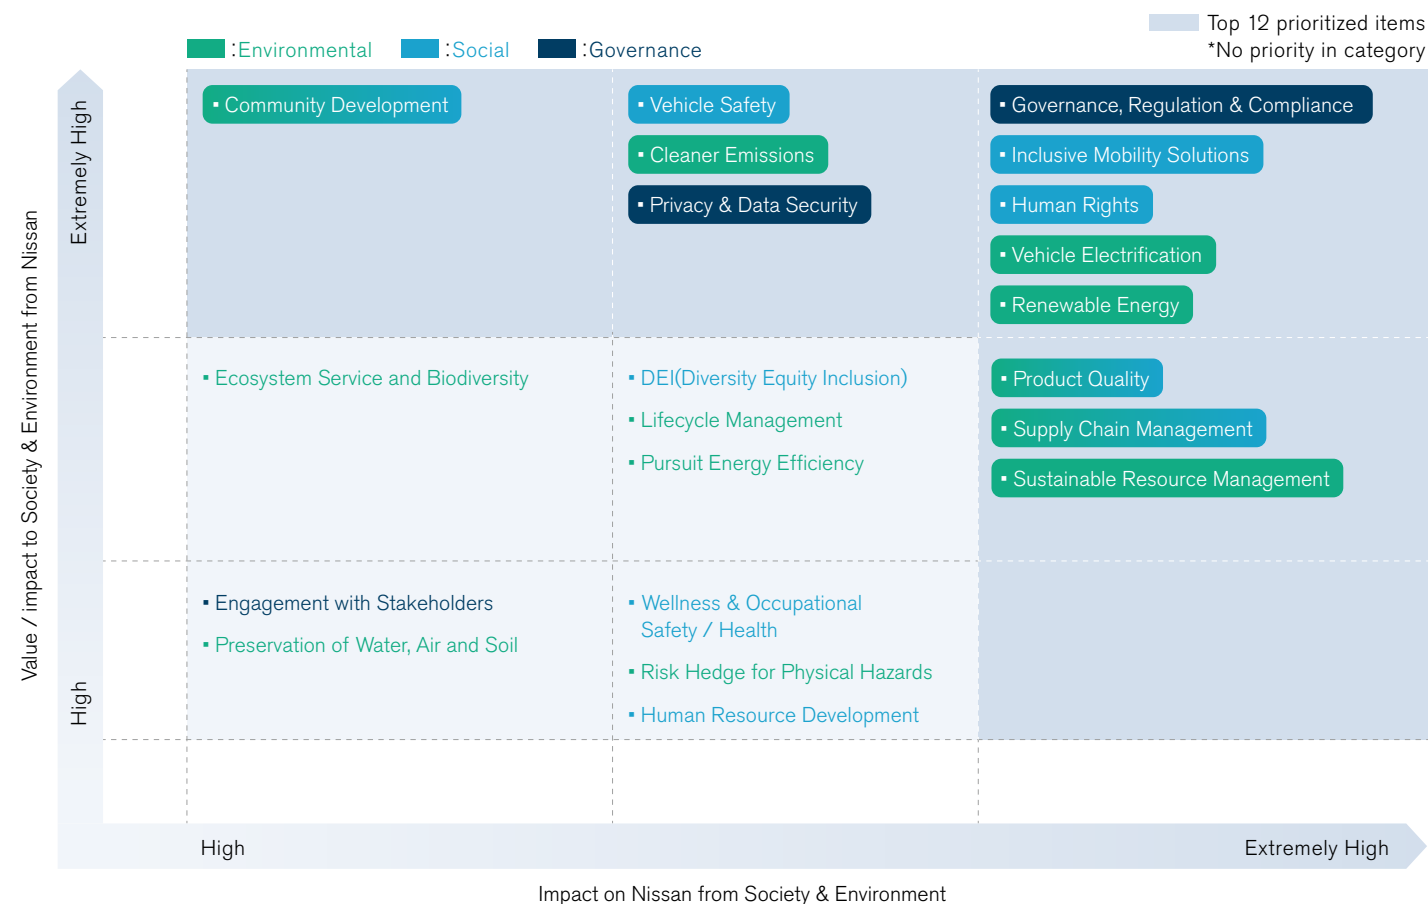 Top 12 prioritized items
*No priority in category
:Environmental :Social :Governance
Value / impact to Society & Environment from Nissan
Extremely High
High
▪ Community Development
▪ Vehicle Safety
▪ Cleaner Emissions
▪ Privacy & Data Security
▪ Governance, Regulation & Compliance
▪ Inclusive Mobility Solutions
▪ Human Rights
▪ Vehicle Electrification
▪ Renewable Energy
▪ Ecosystem Service and Biodiversity
▪ DEI(Diversity Equity Inclusion)
▪ Lifecycle Management
▪ Pursuit Energy Efficiency
▪ Product Quality
▪ Supply Chain Management
▪ Sustainable Resource Management
▪ Engagement with Stakeholders
▪ Preservation of Water, Air and Soil
▪ Wellness & Occupational
Safety / Health
▪ Risk Hedge for Physical Hazards
▪ Human Resource Development
High
Extremely High
Impact on Nissan from Society & Environment